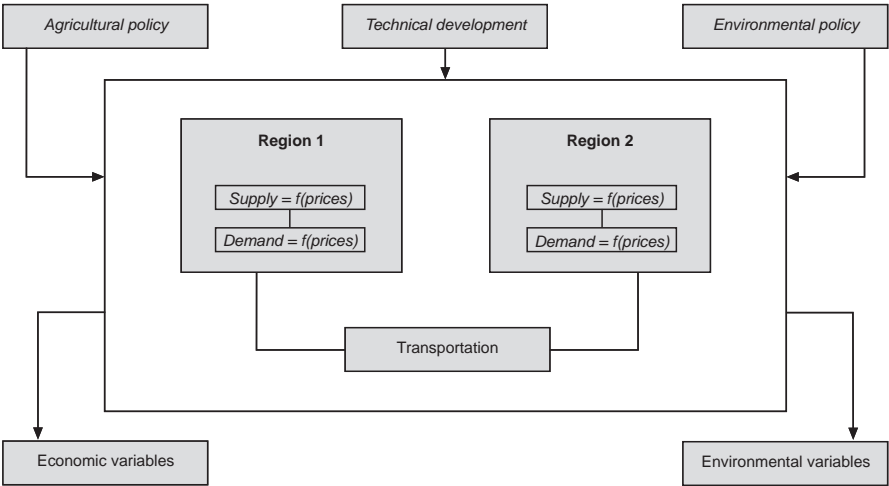 Agricultural policy
Technical development
Environmental policy
Region 1
Region 2
Supply = f(prices)
Supply = f(prices)
Demand = f(prices)
Demand = f(prices)
Transportation
Economic variables
Environmental variables